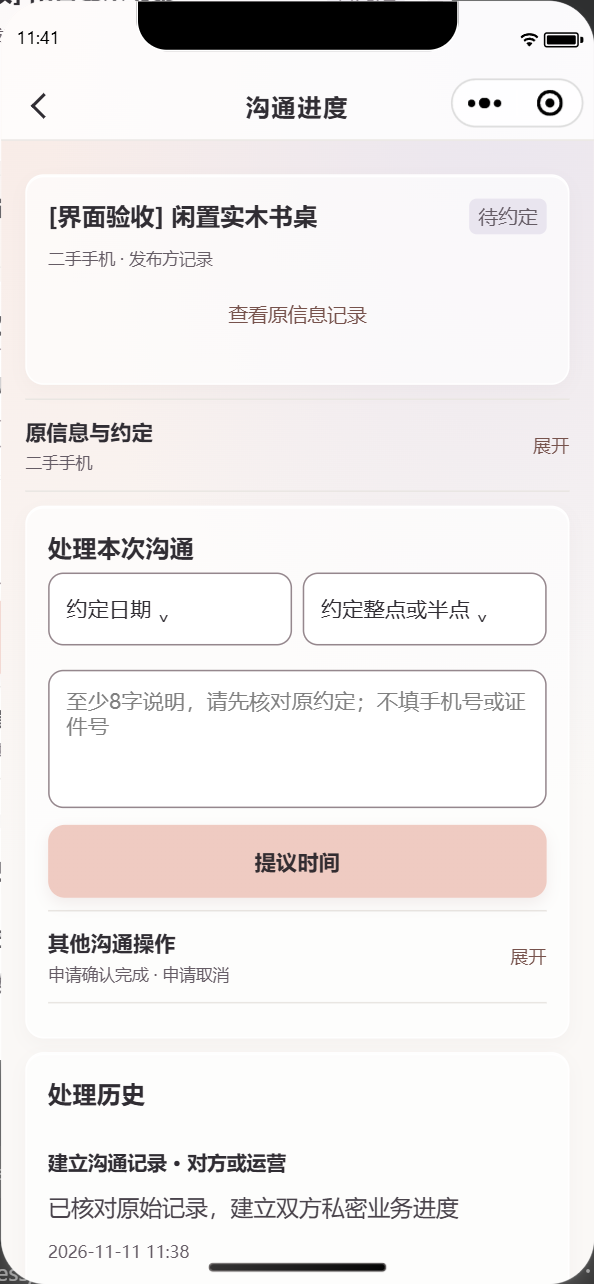 11:41
沟通进度
[界面验收] 闲置实木书桌
待约定
二手手机 · 发布方记录
查看原信息记录
原信息与约定
展开
二手手机
处理本次沟通
约定日期
约定整点或半点
至少8字说明，请先核对原约定；不填手机号或证
件号
提议时间
其他沟通操作
展开
申请确认完成 · 申请取消
处理历史
建立沟通记录 · 对方或运营
已核对原始记录，建立双方私密业务进度
2026-11-11 11:38